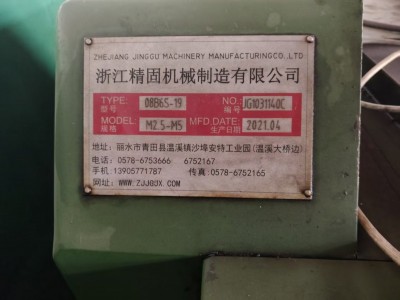 ZHEJIANG JINGGU MACHINERY MANUFACTURINGCO.,LTD
浙江精固机械制造有限公司
TYPE: 08B6S-19 NO: JG1031140C
型号 编号
MODEL: M2.5-M5 MFD.DATE: 2021.04
规格 生产日期
地址:丽水市青田县温溪镇沙埠安特工业园(温溪大桥边)
电话:0578-6753666 6752167
手机:13905771787 传真:0578-6752165
网址:WWW.ZJJGJX.COM